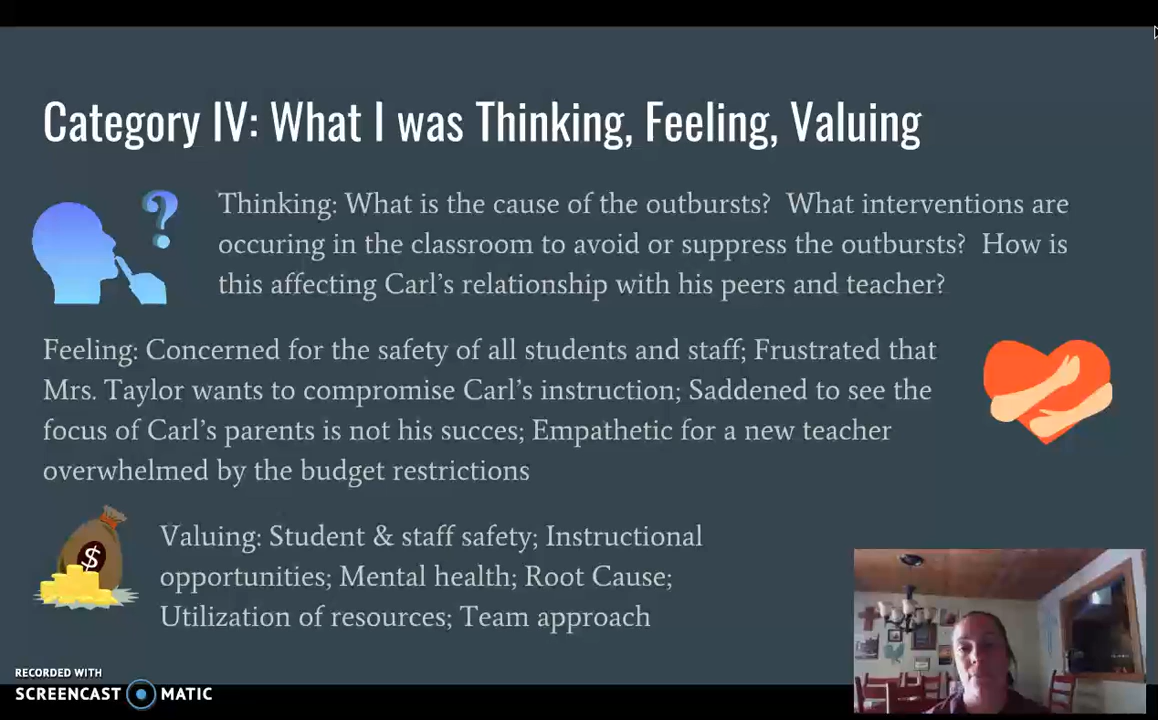 Category IV: What I was Thinking, Feeling, Valuing
Thinking: What is the cause of the outbursts?  What interventions are
occuring in the classroom to avoid or suppress the outbursts?  How is
this affecting Carl's relationship with his peers and teacher?
Feeling: Concerned for the safety of all students and staff; Frustrated that
Mrs. Taylor wants to compromise Carl's instruction; Saddened to see the
focus of Carl's parents is not his succes; Empathetic for a new teacher
overwhelmed by the budget restrictions
$
Valuing: Student & staff safety; Instructional
opportunities; Mental health; Root Cause;
Utilization of resources; Team approach
RECORDED WITH
SCREENCAST MATIC